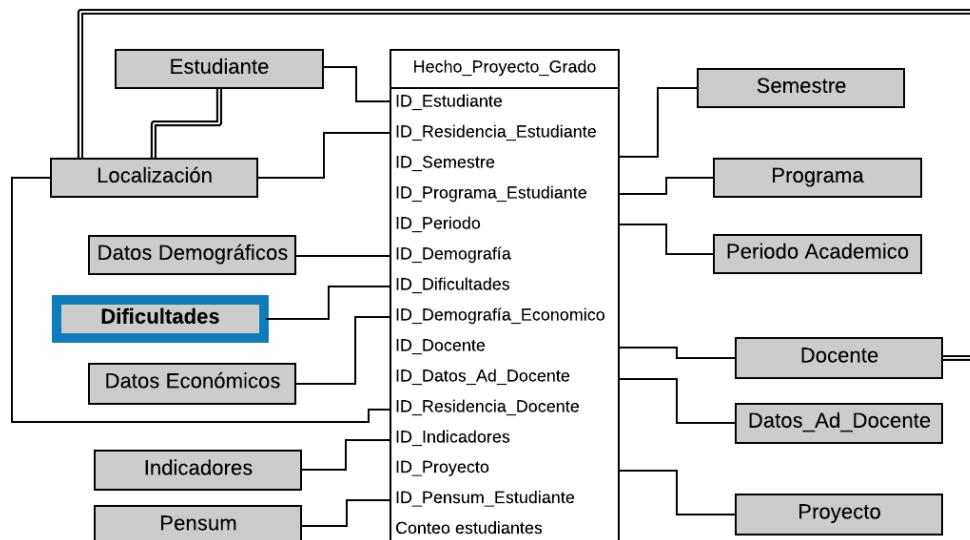 Estudiante
Localización
Datos Demográficos
Dificultades
Datos Económicos
Indicadores
Pensum
Hecho_Proyecto_Grado
ID_Estudiante
ID_Residencia_Estudiante
ID_Semestre
ID_Programa_Estudiante
ID_Periodo
ID_Demografía
ID_Dificultades
ID_Demografía_Economico
ID_Docente
ID_Datos_Ad_Docente
ID_Residencia_Docente
ID_Indicadores
ID_Proyecto
ID_Pensum_Estudiante
Conteo estudiantes
Semestre
Programa
Periodo Academico
Docente
Datos_Ad_Docente
Proyecto